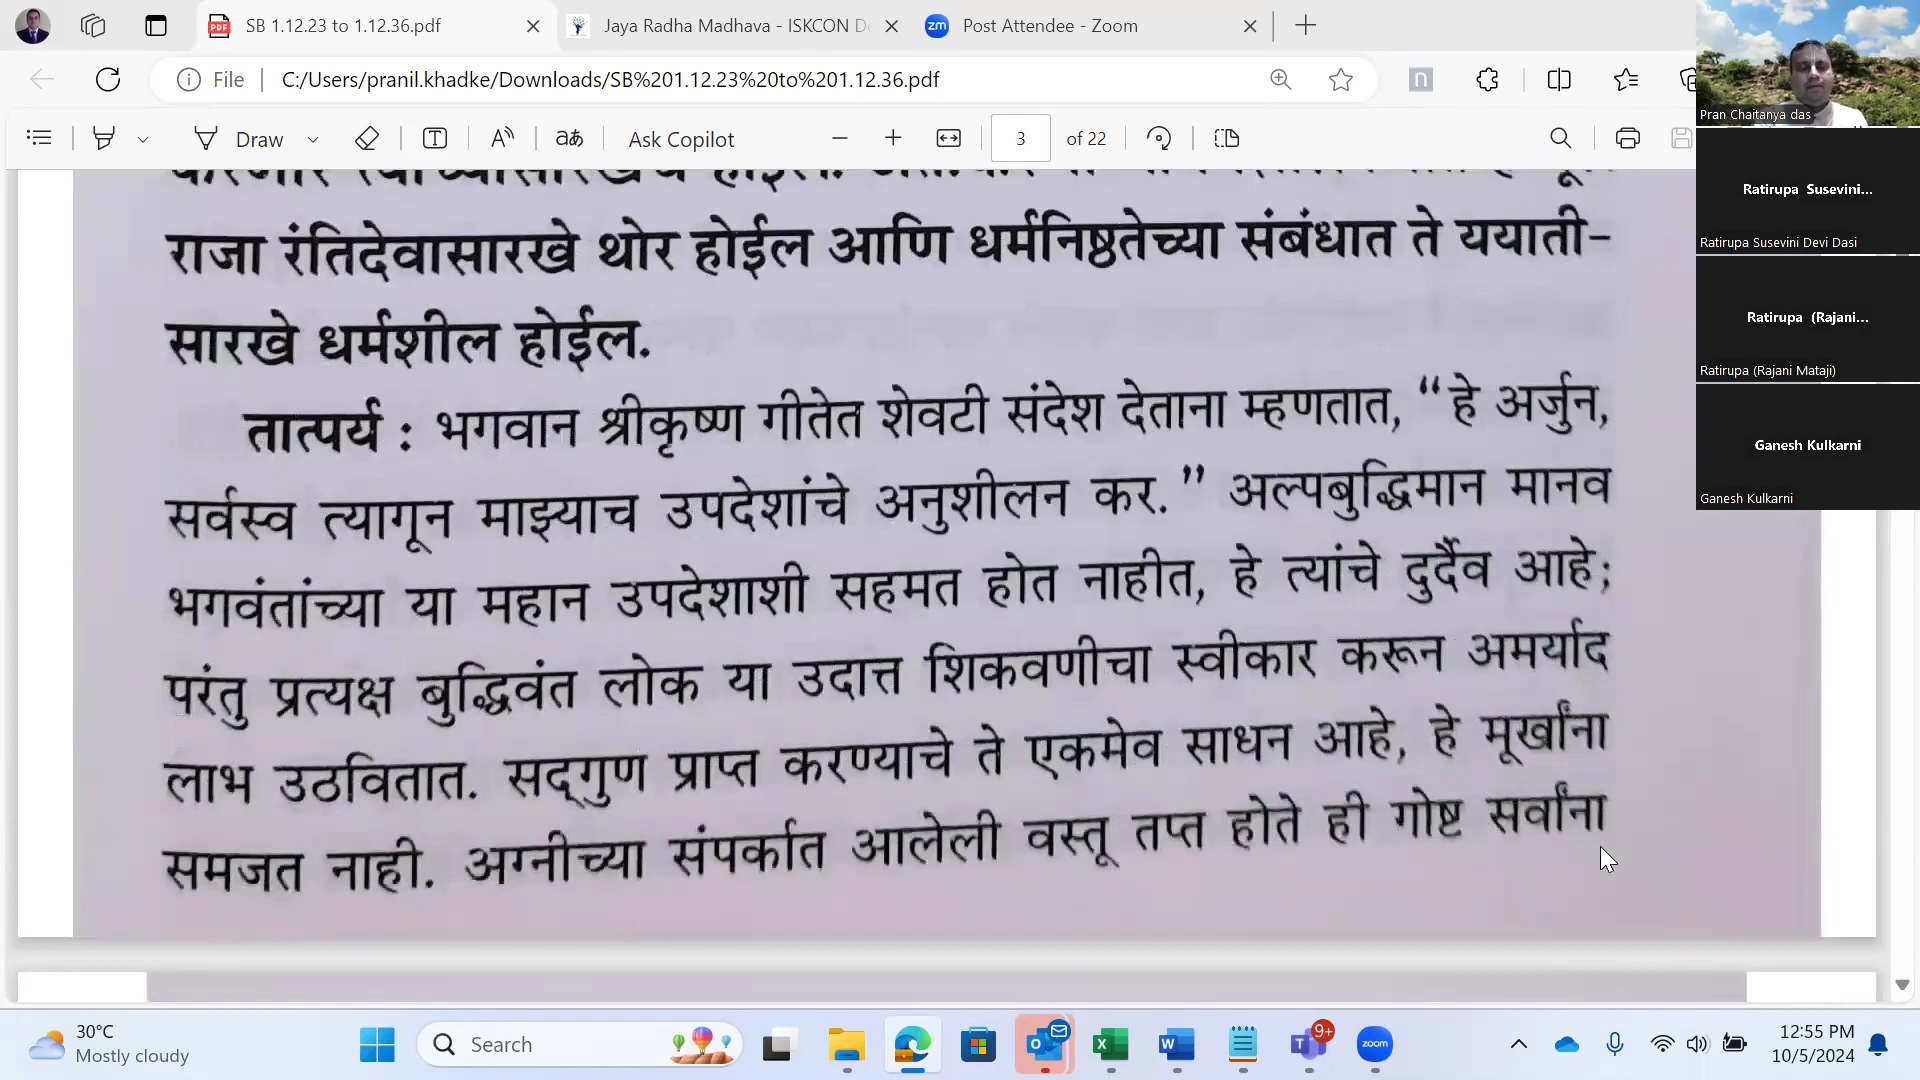 SB 1.12.23 to 1.12.36.pdf
Jaya Radha Madhava - ISKCON D
Post Attendee - Zoom
File
C:/Users/pranil.khadke/Downloads/SB%201.12.23%20to%201.12.36.pdf
Draw
Ask Copilot
3 of 22
राजा रंतिदेवासारखे थोर होईल आणि धर्मनिष्ठतेच्या संबंधात ते ययाती-
सारखे धर्मशील होईल.
तात्पर्य : भगवान श्रीकृष्ण गीतेत शेवटी संदेश देताना म्हणतात, “हे अर्जुन,
सर्वस्व त्यागून माझ्याच उपदेशांचे अनुशीलन कर.” अल्पबुद्धिमान मानव
भगवंतांच्या या महान उपदेशाशी सहमत होत नाहीत, हे त्यांचे दुर्दैव आहे;
परंतु प्रत्यक्ष बुद्धिवंत लोक या उदात्त शिकवणीचा स्वीकार करून अमर्याद
लाभ उठवितात. सद्‌गुण प्राप्त करण्याचे ते एकमेव साधन आहे, हे मूर्खांना
समजत नाही. अग्नीच्या संपर्कात आलेली वस्तू तप्त होते ही गोष्ट सर्वांना
Pran Chaitanya das
Ratirupa Susevini...
Ratirupa Susevini Devi Dasi
Ratirupa (Rajani...
Ratirupa (Rajani Mataji)
Ganesh Kulkarni
Ganesh Kulkarni
30°C
Mostly cloudy
Search
9+
zoom
12:55 PM
10/5/2024